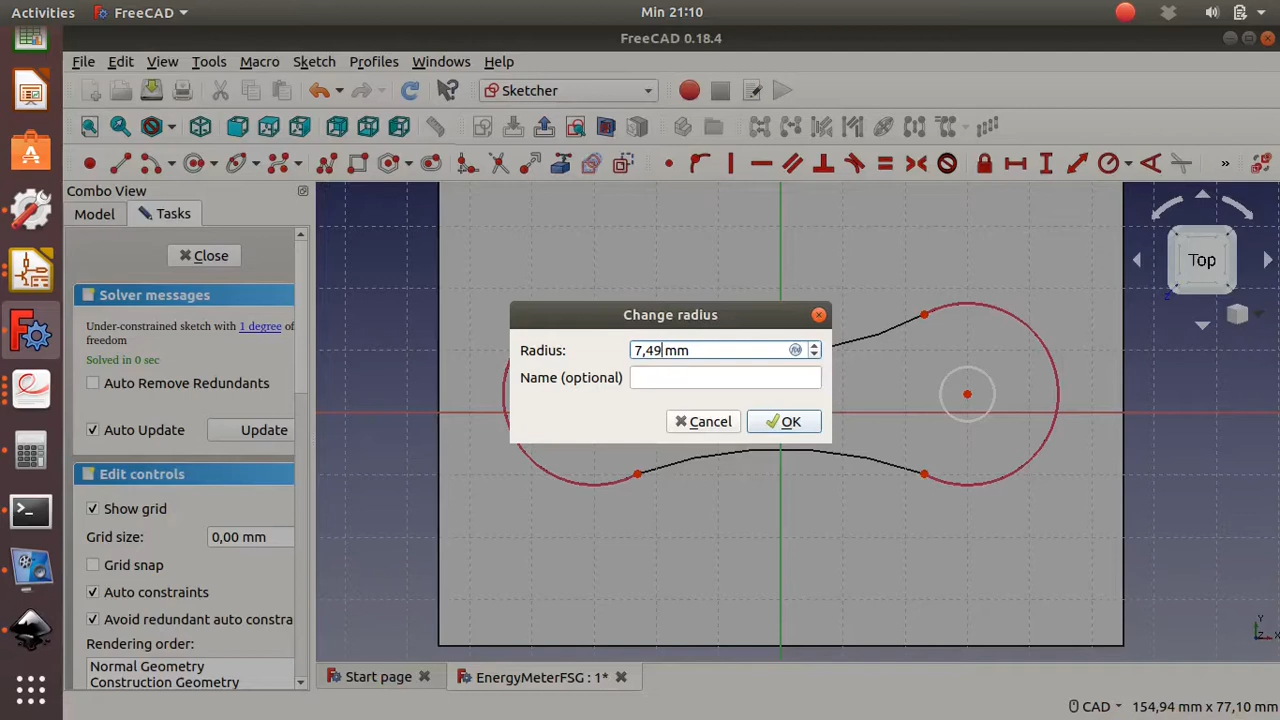 Activities
FreeCAD
Min 21:10
FreeCAD 0.18.4
File Edit View Tools Macro Sketch Profiles Windows Help
Sketcher
Combo View
Model
Tasks
Close
Solver messages
Under-constrained sketch with 1 degree of
freedom
Solved in 0 sec
Auto Remove Redundants
Auto Update
Update
Edit controls
Show grid
Grid size:
0,00 mm
Grid snap
Auto constraints
Avoid redundant auto constra
Rendering order:
Normal Geometry
Construction Geometry
Change radius
Radius:
7,49 mm
Name (optional)
Cancel
OK
Top
Z
Y
Z
X
Start page
EnergyMeterFSG : 1*
CAD
154,94 mm x 77,10 mm